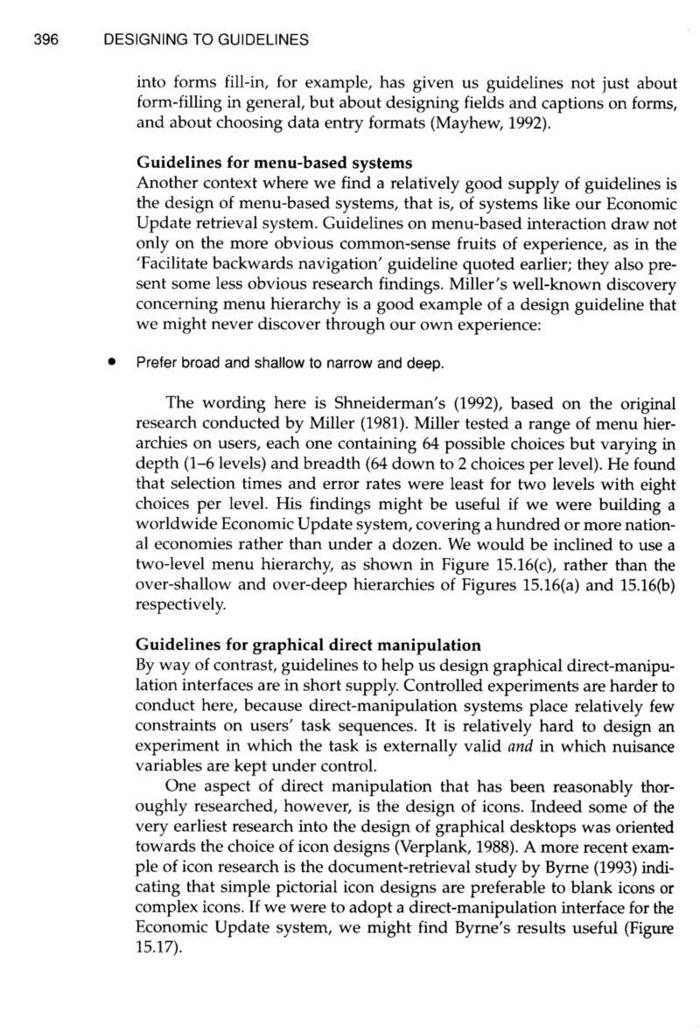 396 DESIGNING TO GUIDELINES
into forms fill-in, for example, has given us guidelines not just about
form-filling in general, but about designing fields and captions on forms,
and about choosing data entry formats (Mayhew, 1992).
Guidelines for menu-based systems
Another context where we find a relatively good supply of guidelines is
the design of menu-based systems, that is, of systems like our Economic
Update retrieval system. Guidelines on menu-based interaction draw not
only on the more obvious common-sense fruits of experience, as in the
'Facilitate backwards navigation' guideline quoted earlier; they also pre-
sent some less obvious research findings. Miller's well-known discovery
concerning menu hierarchy is a good example of a design guideline that
we might never discover through our own experience:
• Prefer broad and shallow to narrow and deep.
The wording here is Shneiderman's (1992), based on the original
research conducted by Miller (1981). Miller tested a range of menu hier-
archies on users, each one containing 64 possible choices but varying in
depth (1–6 levels) and breadth (64 down to 2 choices per level). He found
that selection times and error rates were least for two levels with eight
choices per level. His findings might be useful if we were building a
worldwide Economic Update system, covering a hundred or more nation-
al economies rather than under a dozen. We would be inclined to use a
two-level menu hierarchy, as shown in Figure 15.16(c), rather than the
over-shallow and over-deep hierarchies of Figures 15.16(a) and 15.16(b)
respectively.
Guidelines for graphical direct manipulation
By way of contrast, guidelines to help us design graphical direct-manipu-
lation interfaces are in short supply. Controlled experiments are harder to
conduct here, because direct-manipulation systems place relatively few
constraints on users' task sequences. It is relatively hard to design an
experiment in which the task is externally valid and in which nuisance
variables are kept under control.
One aspect of direct manipulation that has been reasonably thor-
oughly researched, however, is the design of icons. Indeed some of the
very earliest research into the design of graphical desktops was oriented
towards the choice of icon designs (Verplank, 1988). A more recent exam-
ple of icon research is the document-retrieval study by Byrne (1993) indi-
cating that simple pictorial icon designs are preferable to blank icons or
complex icons. If we were to adopt a direct-manipulation interface for the
Economic Update system, we might find Byrne's results useful (Figure
15.17).